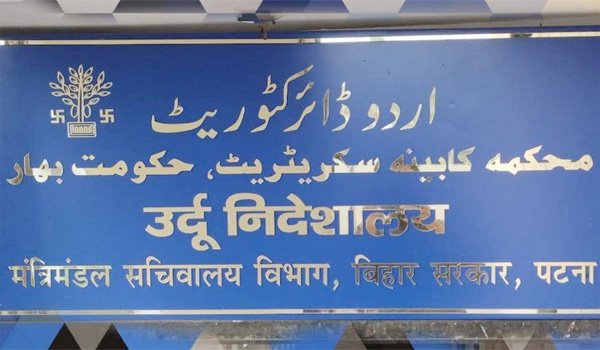 اردو ڈائرکٹوریٹ
محکمہ کابینہ سکریٹریٹ، حکومت بہار
उर्दू निदेशालय
मंत्रिमंडल सचिवालय विभाग, बिहार सरकार, पटना